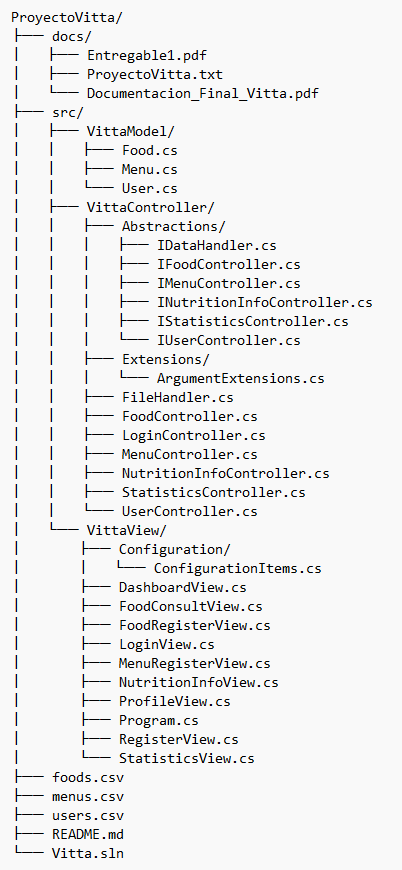 ProyectoVitta/
├── docs/
│   ├── Entregable1.pdf
│   ├── ProyectoVitta.txt
│   └── Documentacion_Final_Vitta.pdf
├── src/
│   ├── VittaModel/
│   │   ├── Food.cs
│   │   ├── Menu.cs
│   │   └── User.cs
│   ├── VittaController/
│   │   ├── Abstractions/
│   │   │   ├── IDataHandler.cs
│   │   │   ├── IFoodController.cs
│   │   │   ├── IMenuController.cs
│   │   │   ├── INutritionInfoController.cs
│   │   │   ├── IStatisticsController.cs
│   │   │   └── IUserController.cs
│   │   ├── Extensions/
│   │   │   └── ArgumentExtensions.cs
│   │   ├── FileHandler.cs
│   │   ├── FoodController.cs
│   │   ├── LoginController.cs
│   │   ├── MenuController.cs
│   │   ├── NutritionInfoController.cs
│   │   ├── StatisticsController.cs
│   │   └── UserController.cs
│   └── VittaView/
│       ├── Configuration/
│       │   └── ConfigurationItems.cs
│       ├── DashboardView.cs
│       ├── FoodConsultView.cs
│       ├── FoodRegisterView.cs
│       ├── LoginView.cs
│       ├── MenuRegisterView.cs
│       ├── NutritionInfoView.cs
│       ├── ProfileView.cs
│       ├── Program.cs
│       ├── RegisterView.cs
│       └── StatisticsView.cs
├── foods.csv
├── menus.csv
├── users.csv
├── README.md
└── Vitta.sln